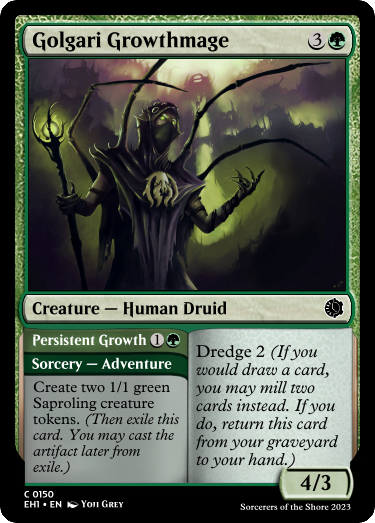 Golgari Growthmage 3
Creature — Human Druid
Persistent Growth 1
Sorcery — Adventure
Create two 1/1 green
Saproling creature
tokens. (Then exile this
card. You may cast the
artifact later from
exile.)
Dredge 2 (If you
would draw a card,
you may mill two
cards instead. If you
do, return this card
from your graveyard
to your hand.)
4/3
C 0150
EH1 • EN Yoji Grey
Sorcerers of the Shore 2023